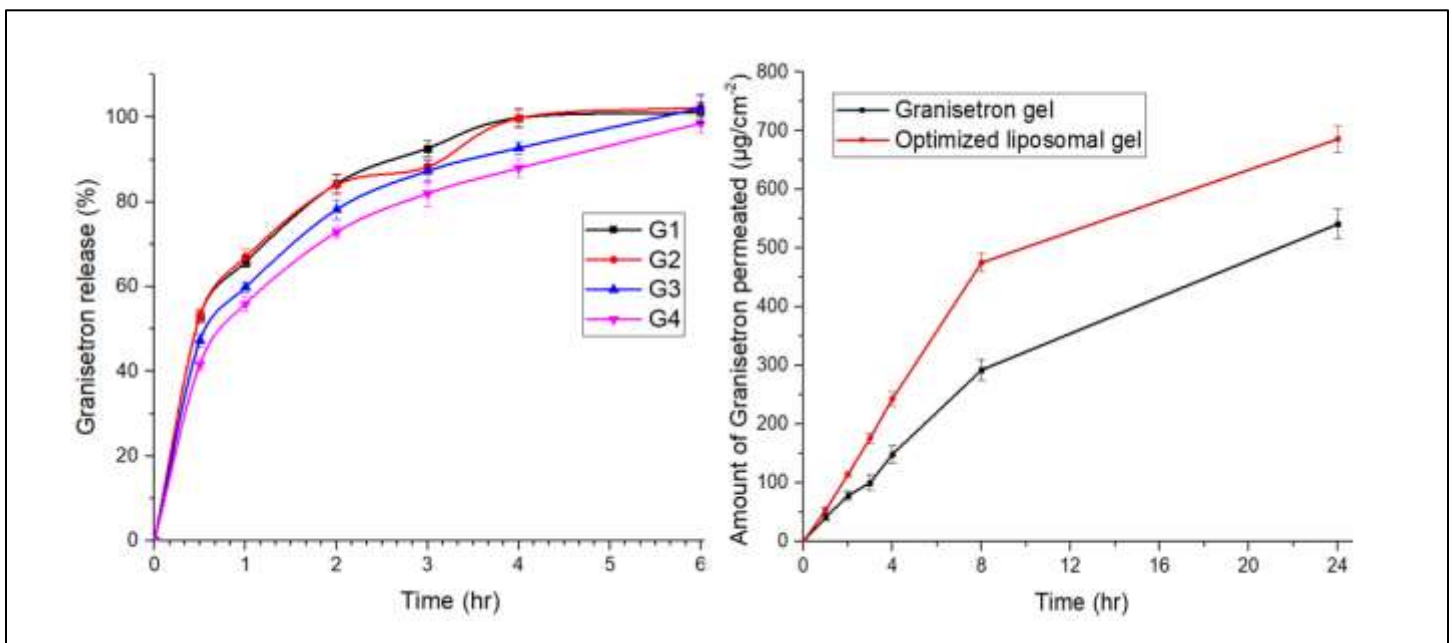 Granisetron release (%)
100
80
60
40
20
0
0 1 2 3 4 5 6
Time (hr)
G1
G2
G3
G4
Amount of Granisetron permeated (µg/cm⁻²)
800
700
600
500
400
300
200
100
0
0 4 8 12 16 20 24
Time (hr)
Granisetron gel
Optimized liposomal gel